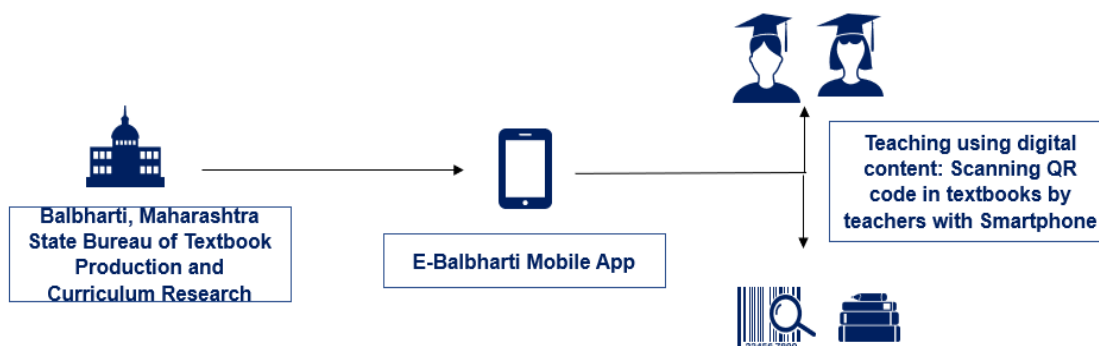 Balbharti, Maharashtra
State Bureau of Textbook
Production and
Curriculum Research
E-Balbharti Mobile App
Teaching using digital
content: Scanning QR
code in textbooks by
teachers with Smartphone